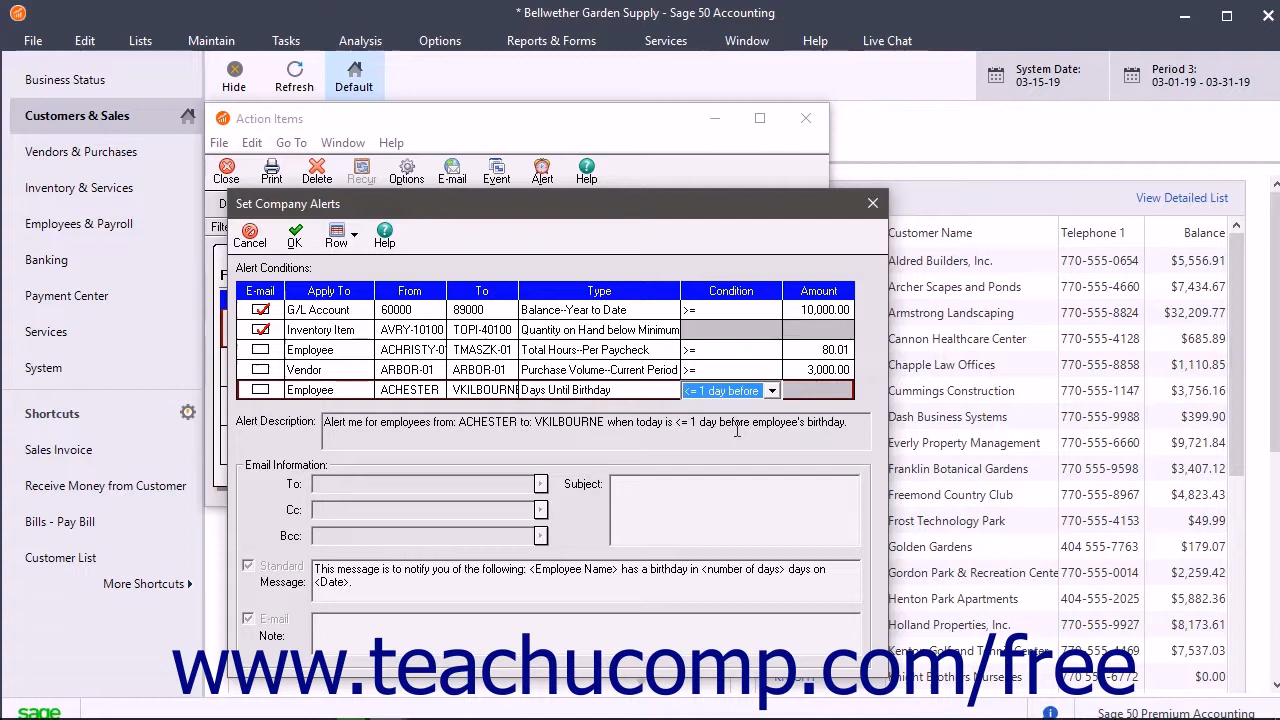 * Bellwether Garden Supply - Sage 50 Accounting
File Edit Lists Maintain Tasks Analysis Options Reports & Forms Services Window Help Live Chat
Business Status
Customers & Sales
Vendors & Purchases
Inventory & Services
Employees & Payroll
Banking
Payment Center
Services
System
Shortcuts
Sales Invoice
Receive Money from Customer
Bills - Pay Bill
Customer List
More Shortcuts
Hide Refresh Default
System Date:
03-15-19
Period 3:
03-01-19 - 03-31-19
Action Items
File Edit Go To Window Help
Close Print Delete Recur Options E-mail Event Alert Help
Set Company Alerts
Cancel OK Row Help
Alert Conditions:
E-mail Apply To From To Type Condition Amount
G/L Account 60000 89000 Balance--Year to Date >= 10,000.00
Inventory Item AVRY-10100 TOPI-40100 Quantity on Hand below Minimum
Employee ACHRISTY-01 TMASZK-01 Total Hours--Per Paycheck >= 80.01
Vendor ARBOR-01 ARBOR-01 Purchase Volume--Current Period >= 3,000.00
Employee ACHESTER VKILBOURNE Days Until Birthday <= 1 day before
Alert Description: Alert me for employees from: ACHESTER to: VKILBOURNE when today is <= 1 day before employee's birthday.
Email Information:
To:
Cc:
Bcc:
Subject:
Standard
Message:
This message is to notify you of the following: <Employee Name> has a birthday in <number of days> days on
<Date>.
E-mail
Note:
View Detailed List
Customer Name Telephone 1 Balance
Aldred Builders, Inc. 770-555-0654 $5,556.91
Archer Scapes and Ponds 770-555-4660 $7,434.67
Armstrong Landscaping 770-555-8824 $32,209.77
Cannon Healthcare Center 770-555-8128 $685.89
Chapple Law Offices 770-555-8858 $1,110.85
Cummings Construction 770-555-2147 $3,756.16
Dash Business Systems 770-555-9988 $399.90
Everly Property Management 770-555-6660 $9,721.84
Franklin Botanical Gardens 770 555-9598 $3,407.12
Freemond Country Club 770-555-8967 $4,823.43
Frost Technology Park 770-555-4153 $49.99
Golden Gardens 404 555-7763 $179.07
Gordon Park & Recreation Cente 770-555-0014 $2,259.42
Henton Park Apartments 770-555-4591 $5,882.36
Holland Properties, Inc. 770-555-9927 $8,173.61
$7,537.03
$0.00
www.teachucomp.com/free
sage
Sage 50 Premium Accounting